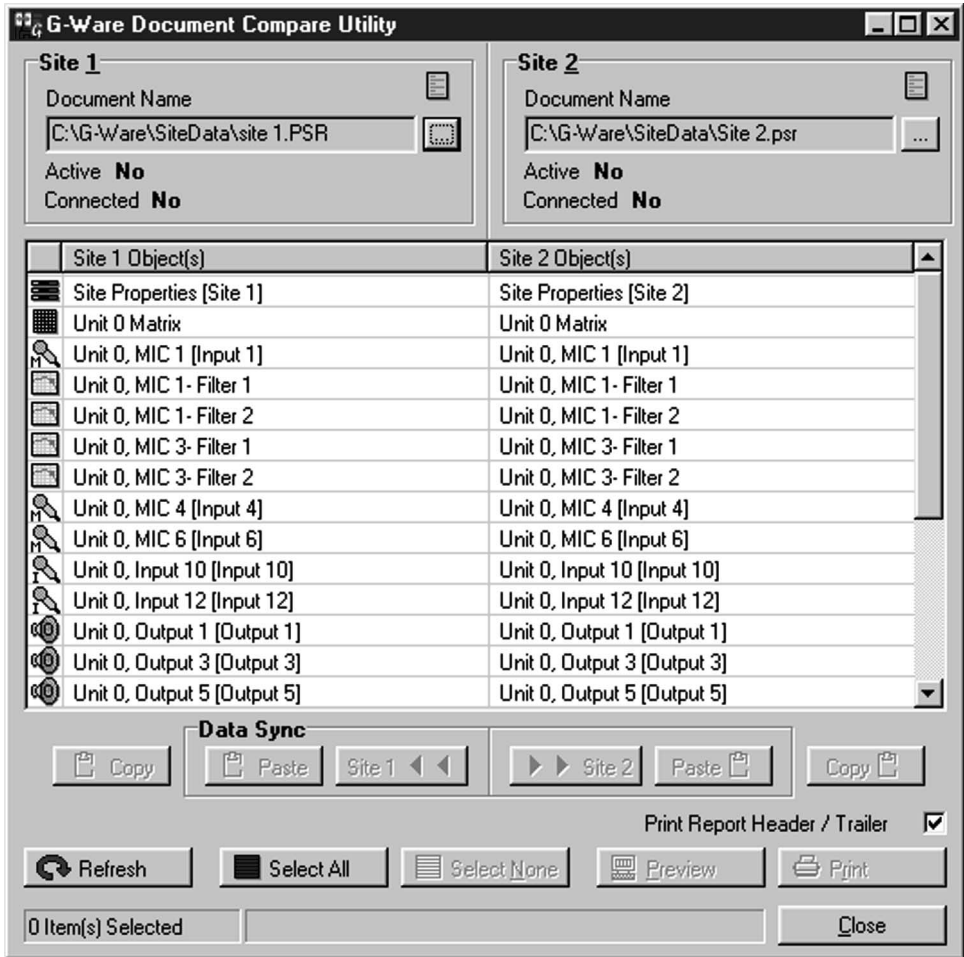 G-Ware Document Compare Utility
Site 1
Document Name
C:\G-Ware\SiteData\site 1.PSR
...
Active No
Connected No
Site 2
Document Name
C:\G-Ware\SiteData\Site 2.psr
...
Active No
Connected No
Site 1 Object(s) Site 2 Object(s)
Site Properties [Site 1] Site Properties [Site 2]
Unit 0 Matrix Unit 0 Matrix
M Unit 0, MIC 1 [Input 1] Unit 0, MIC 1 [Input 1]
Unit 0, MIC 1- Filter 1 Unit 0, MIC 1- Filter 1
Unit 0, MIC 1- Filter 2 Unit 0, MIC 1- Filter 2
Unit 0, MIC 3- Filter 1 Unit 0, MIC 3- Filter 1
Unit 0, MIC 3- Filter 2 Unit 0, MIC 3- Filter 2
M Unit 0, MIC 4 [Input 4] Unit 0, MIC 4 [Input 4]
M Unit 0, MIC 6 [Input 6] Unit 0, MIC 6 [Input 6]
I Unit 0, Input 10 [Input 10] Unit 0, Input 10 [Input 10]
I Unit 0, Input 12 [Input 12] Unit 0, Input 12 [Input 12]
Unit 0, Output 1 [Output 1] Unit 0, Output 1 [Output 1]
Unit 0, Output 3 [Output 3] Unit 0, Output 3 [Output 3]
Unit 0, Output 5 [Output 5] Unit 0, Output 5 [Output 5]
Data Sync
Copy Paste Site 1 Site 2 Paste Copy
Print Report Header / Trailer
Refresh Select All Select None Preview Print
0 Item(s) Selected Close